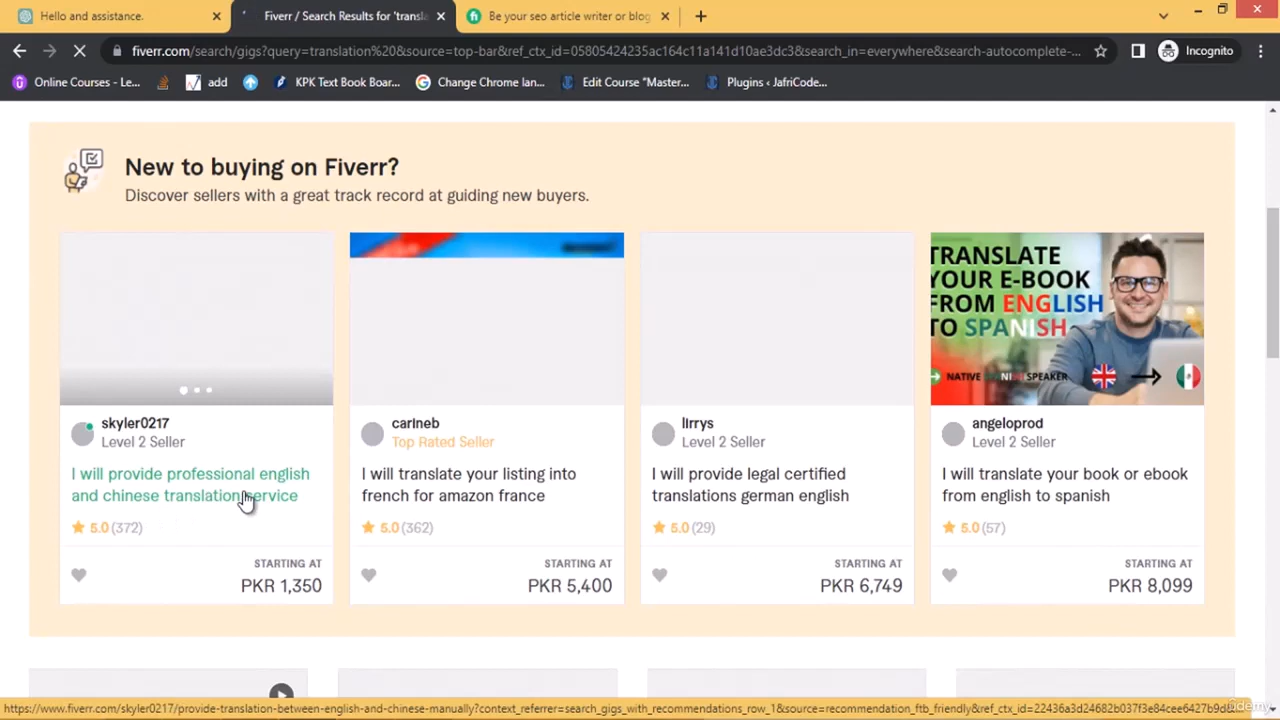 Hello and assistance.
Fiverr / Search Results for 'transla
Be your seo article writer or blog
fiverr.com/search/gigs?query=translation%20&source=top-bar&ref_ctx_id=05805424235ac164c11a141d10ae3dc3&search_in=everywhere&search-autocomplete-...
Incognito
Online Courses - Le...
add
KPK Text Book Boar...
Change Chrome lan...
Edit Course "Master...
Plugins ‹ JafriCode...
New to buying on Fiverr?
Discover sellers with a great track record at guiding new buyers.
TRANSLATE
YOUR E-BOOK
FROM ENGLISH
TO SPANISH
NATIVE SPANISH SPEAKER
skyler0217
Level 2 Seller
I will provide professional english
and chinese translation service
5.0 (372)
STARTING AT
PKR 1,350
carineb
Top Rated Seller
I will translate your listing into
french for amazon france
5.0 (362)
STARTING AT
PKR 5,400
lirrys
Level 2 Seller
I will provide legal certified
translations german english
5.0 (29)
STARTING AT
PKR 6,749
angeloprod
Level 2 Seller
I will translate your book or ebook
from english to spanish
5.0 (57)
STARTING AT
PKR 8,099
https://www.fiverr.com/skyler0217/provide-translation-between-english-and-chinese-manually?context_referrer=search_gigs_with_recommendations_row_1&source=recommendation_ftb_friendly&ref_ctx_id=22436a3d24682b037f3e84cee6427b9d
Udemy